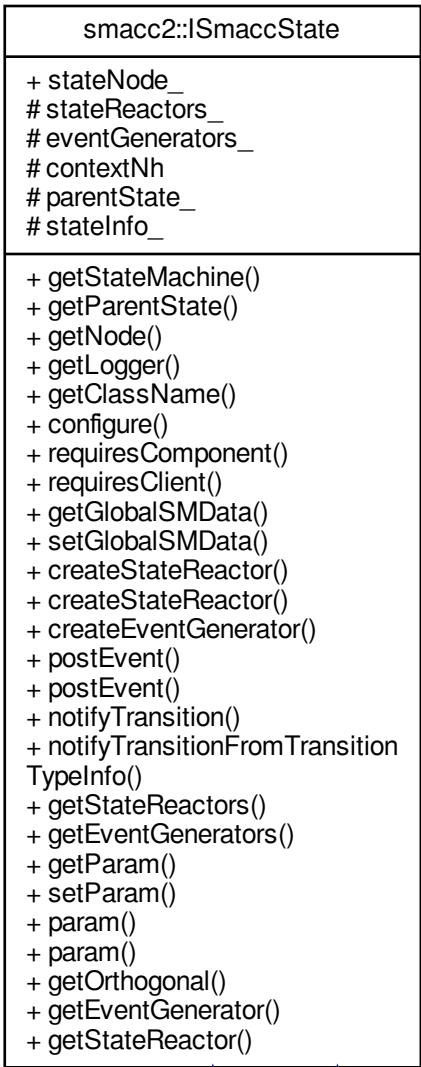 smacc2::ISmaccState
+ stateNode_
# stateReactors_
# eventGenerators_
# contextNh
# parentState_
# stateInfo_
+ getStateMachine()
+ getParentState()
+ getNode()
+ getLogger()
+ getClassName()
+ configure()
+ requiresComponent()
+ requiresClient()
+ getGlobalSMData()
+ setGlobalSMData()
+ createStateReactor()
+ createStateReactor()
+ createEventGenerator()
+ postEvent()
+ postEvent()
+ notifyTransition()
+ notifyTransitionFromTransition
TypeInfo()
+ getStateReactors()
+ getEventGenerators()
+ getParam()
+ setParam()
+ param()
+ param()
+ getOrthogonal()
+ getEventGenerator()
+ getStateReactor()